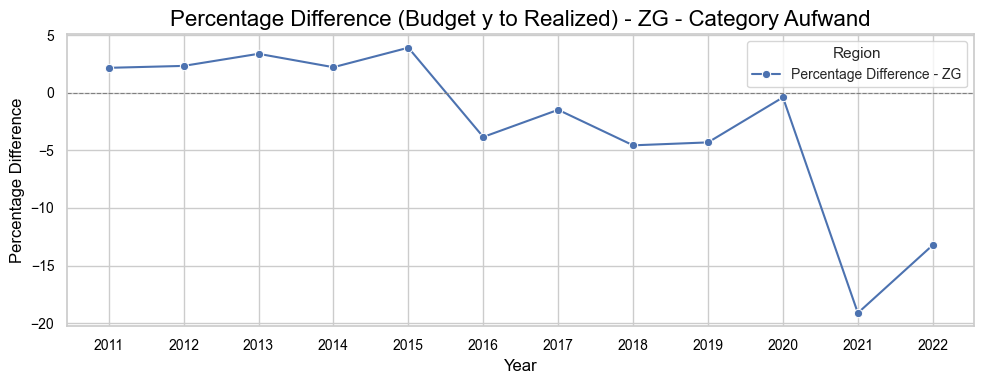 Percentage Difference (Budget y to Realized) - ZG - Category Aufwand
Region
Percentage Difference - ZG
Percentage Difference
5
0
−5
−10
−15
−20
2011 2012 2013 2014 2015 2016 2017 2018 2019 2020 2021 2022
Year